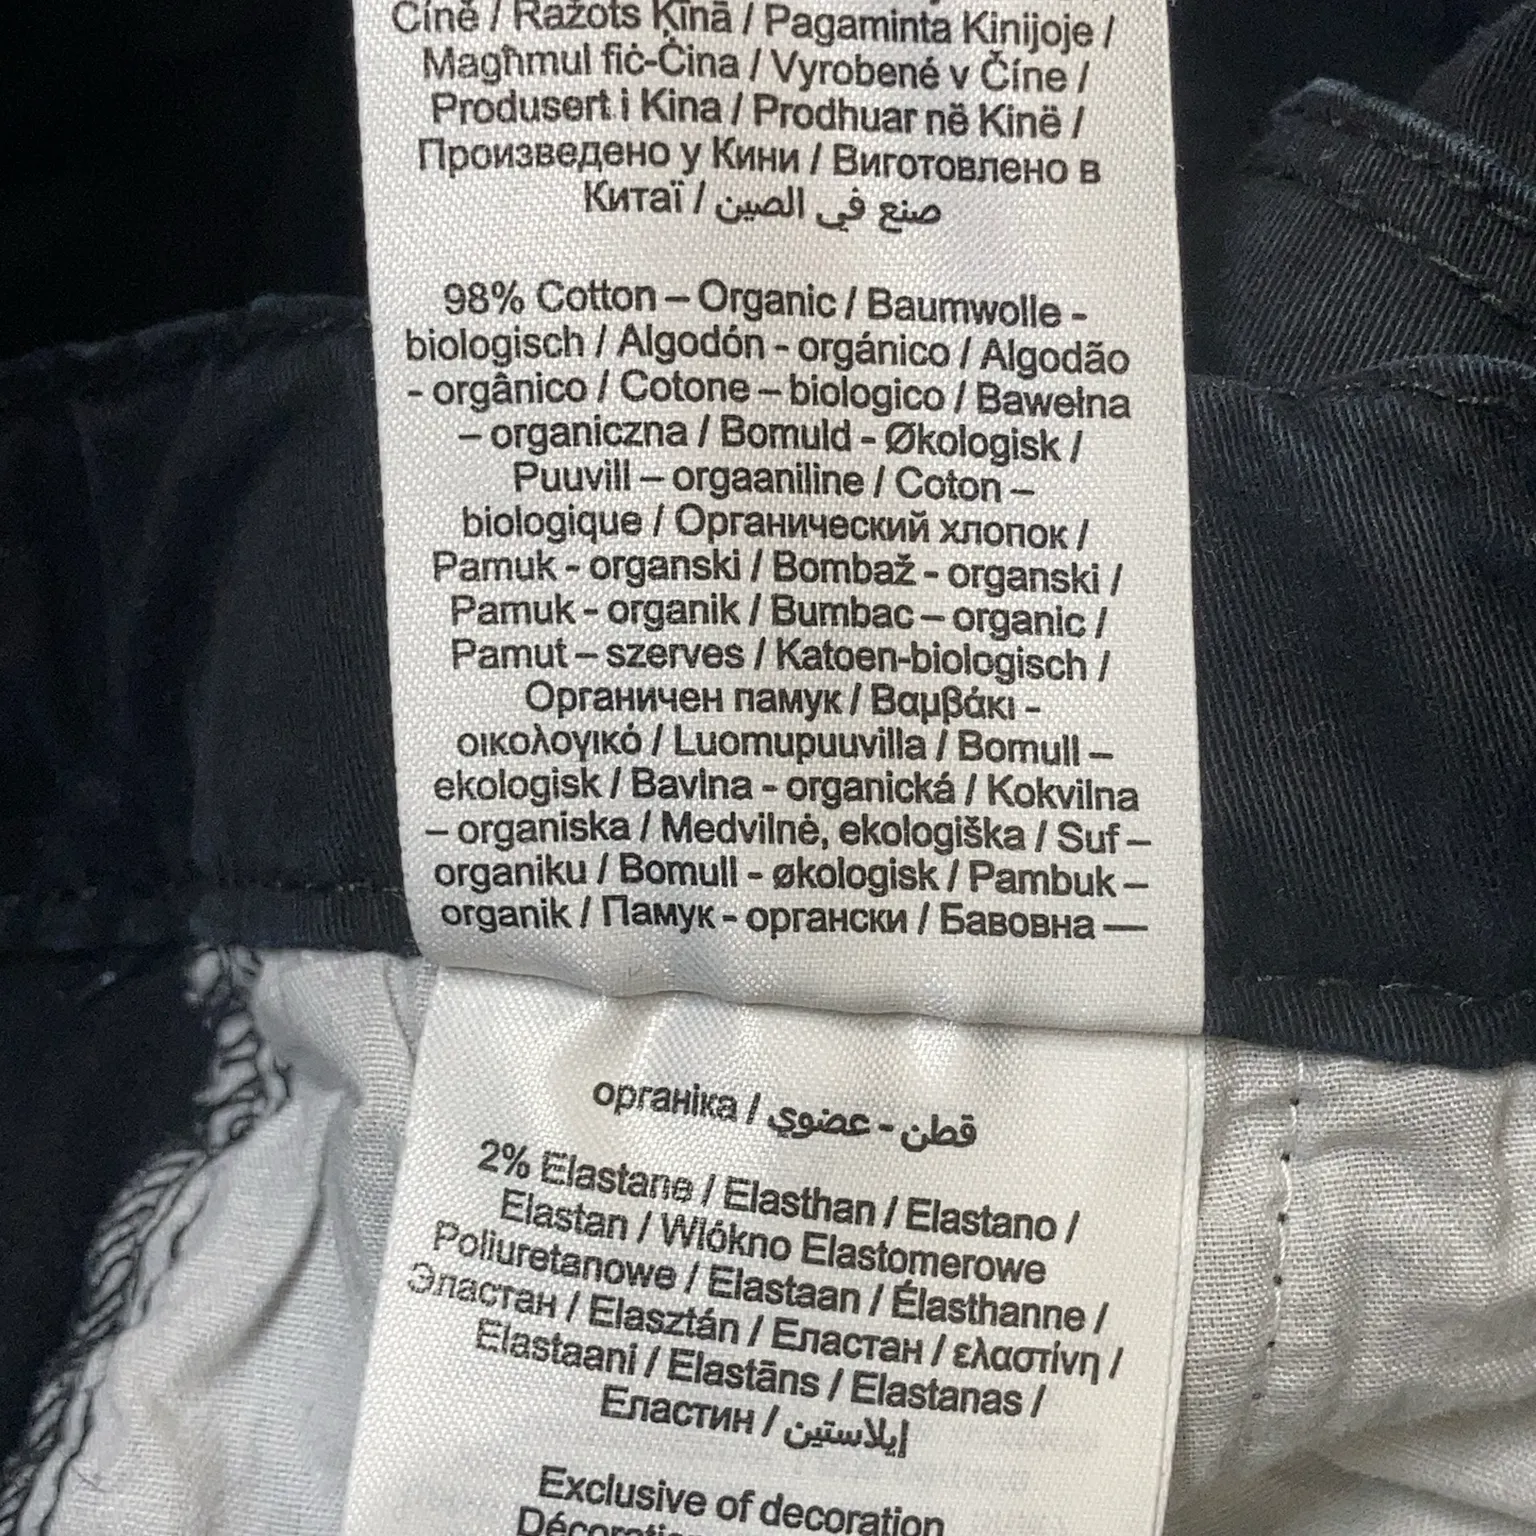 Číně / Ražots Ķīnā / Pagaminta Kinijoje /
Magħmul fiċ-Ċina / Vyrobené v Číne /
Produsert i Kina / Prodhuar në Kinë /
Произведено у Кини / Виготовлено в
Китаї / صنع في الصين
98% Cotton – Organic / Baumwolle -
biologisch / Algodón - orgánico / Algodão
- orgânico / Cotone – biologico / Bawełna
– organiczna / Bomuld - Økologisk /
Puuvill – orgaaniline / Coton –
biologique / Органический хлопок /
Pamuk - organski / Bombaž - organski /
Pamuk - organik / Bumbac – organic /
Pamut – szerves / Katoen-biologisch /
Органичен памук / Βαμβάκι -
οικολογικό / Luomupuuvilla / Bomull –
ekologisk / Bavlna - organická / Kokvilna
– organiska / Medvilnė, ekologiška / Suf –
organiku / Bomull - økologisk / Pambuk –
organik / Памук - органски / Бавовна —
органіка / قطن - عضوي
2% Elastane / Elasthan / Elastano /
Elastan / Wlókno Elastomerowe
Poliuretanowe / Elastaan / Élasthanne /
Эластан / Elasztán / Еластан / ελαστίνη /
Elastaani / Elastāns / Elastanas /
Еластин / إيلاستين
Exclusive of decoration